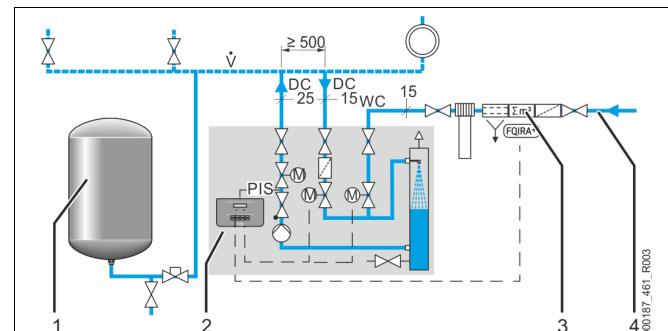 ≥ 500
V̇
DC
25
DC
15
WC
15
Σ m³
FQIRA⁺
M
PIS
M
M
1
2
3
4
00187_461_R003